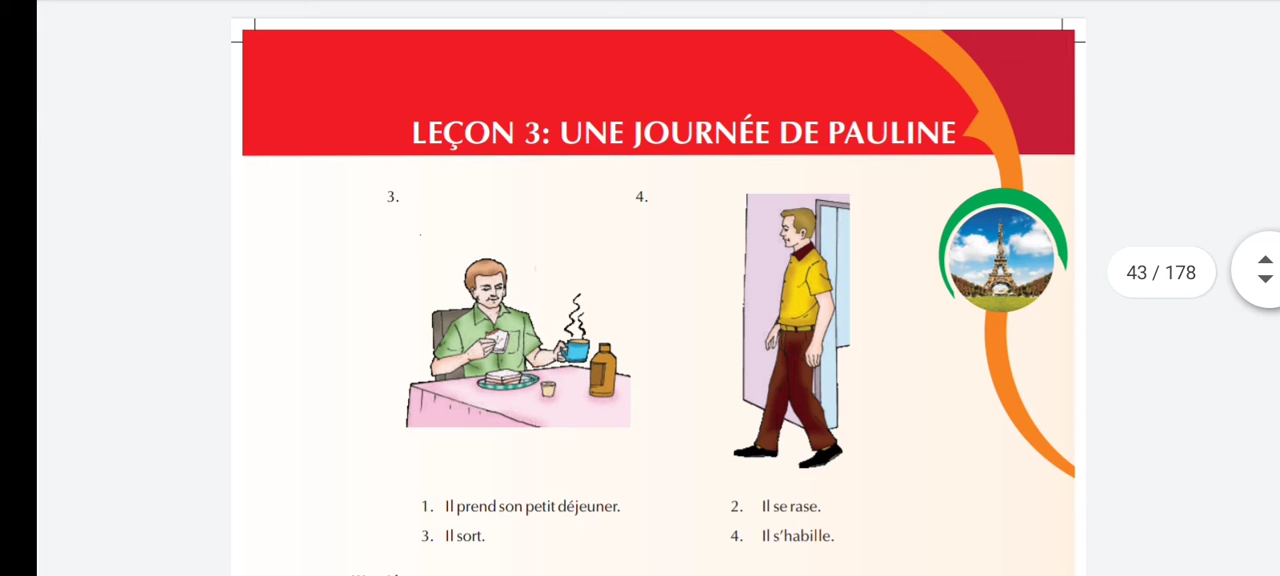 LEÇON 3: UNE JOURNÉE DE PAULINE
3. 4.
43 / 178
1. Il prend son petit déjeuner. 2. Il se rase.
3. Il sort. 4. Il s’habille.